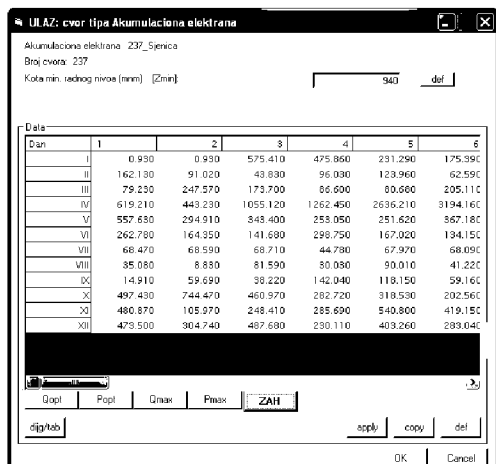 ULAZ: cvor tipa Akumulaciona elektrana
Akumulaciona elektrana 237_Sjenica
Broj cvora: 237
Kota min. radnog nivoa (mnm) [Zmin]: 940 def
Data
Dan 1 2 3 4 5 6
I 0.930 0.930 575.410 475.860 231.290 175.390
II 162.130 91.020 43.830 96.030 123.960 62.590
III 79.230 247.570 173.700 86.600 80.680 205.110
IV 619.210 443.230 1055.120 1262.450 2636.210 3194.160
V 557.630 294.910 343.400 253.050 251.620 367.180
VI 262.780 164.350 141.680 298.750 167.020 134.150
VII 68.470 68.590 68.710 44.780 67.970 68.090
VIII 35.080 8.830 81.590 30.030 90.010 41.220
IX 14.910 59.690 38.220 142.040 118.150 59.160
X 497.430 744.470 460.970 282.720 318.530 202.560
XI 480.870 105.970 248.410 285.690 540.800 419.150
XII 473.500 304.740 487.680 230.110 403.260 283.040
Qopt Popt Qmax Pmax ZAH
dijg/tab apply copy def
OK Cancel